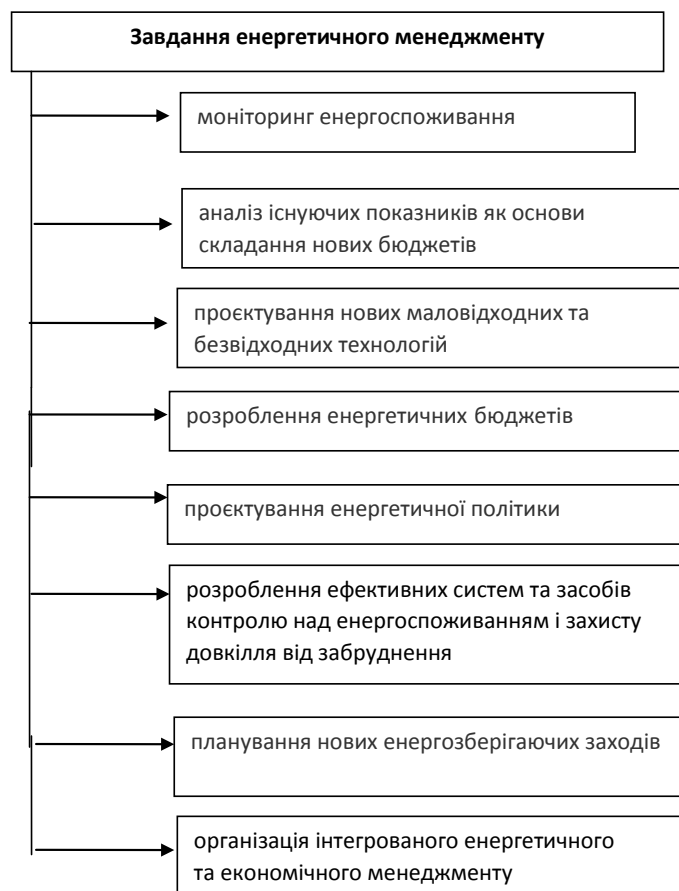 Завдання енергетичного менеджменту
моніторинг енергоспоживання
аналіз існуючих показників як основи
складання нових бюджетів
проєктування нових маловідходних та
безвідходних технологій
розроблення енергетичних бюджетів
проєктування енергетичної політики
розроблення ефективних систем та засобів
контролю над енергоспоживанням і захисту
довкілля від забруднення
планування нових енергозберігаючих заходів
організація інтегрованого енергетичного
та економічного менеджменту